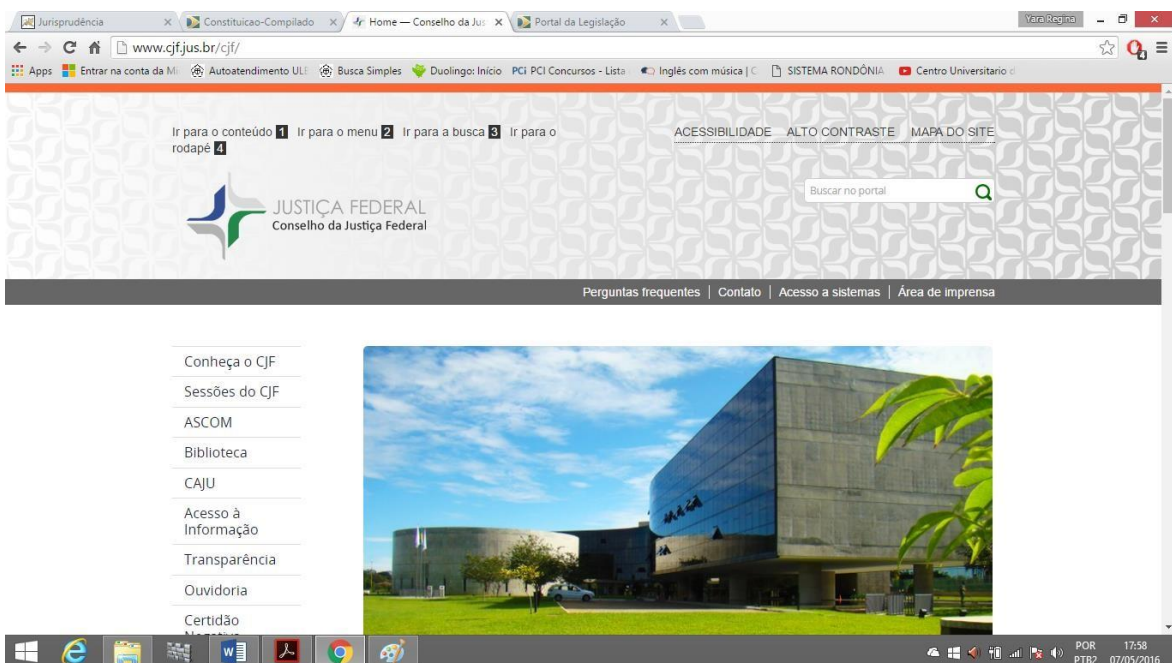 Jurisprudência
Constituicao-Compilado
Home — Conselho da Jus
Portal da Legislação
Yara Regina
www.cjf.jus.br/cjf/
Apps Entrar na conta da Mi Autoatendimento ULB Busca Simples Duolingo: Início PCi PCI Concursos - Lista Inglês com música | C SISTEMA RONDÔNIA Centro Universitario d
Ir para o conteúdo 1 Ir para o menu 2 Ir para a busca 3 Ir para o
rodapé 4
ACESSIBILIDADE ALTO CONTRASTE MAPA DO SITE
Buscar no portal
JUSTIÇA FEDERAL
Conselho da Justiça Federal
Perguntas frequentes | Contato | Acesso a sistemas | Área de imprensa
Conheça o CJF
Sessões do CJF
ASCOM
Biblioteca
CAJU
Acesso à
Informação
Transparência
Ouvidoria
Certidão
Negativa
POR 17:58
PTB2 07/05/2016